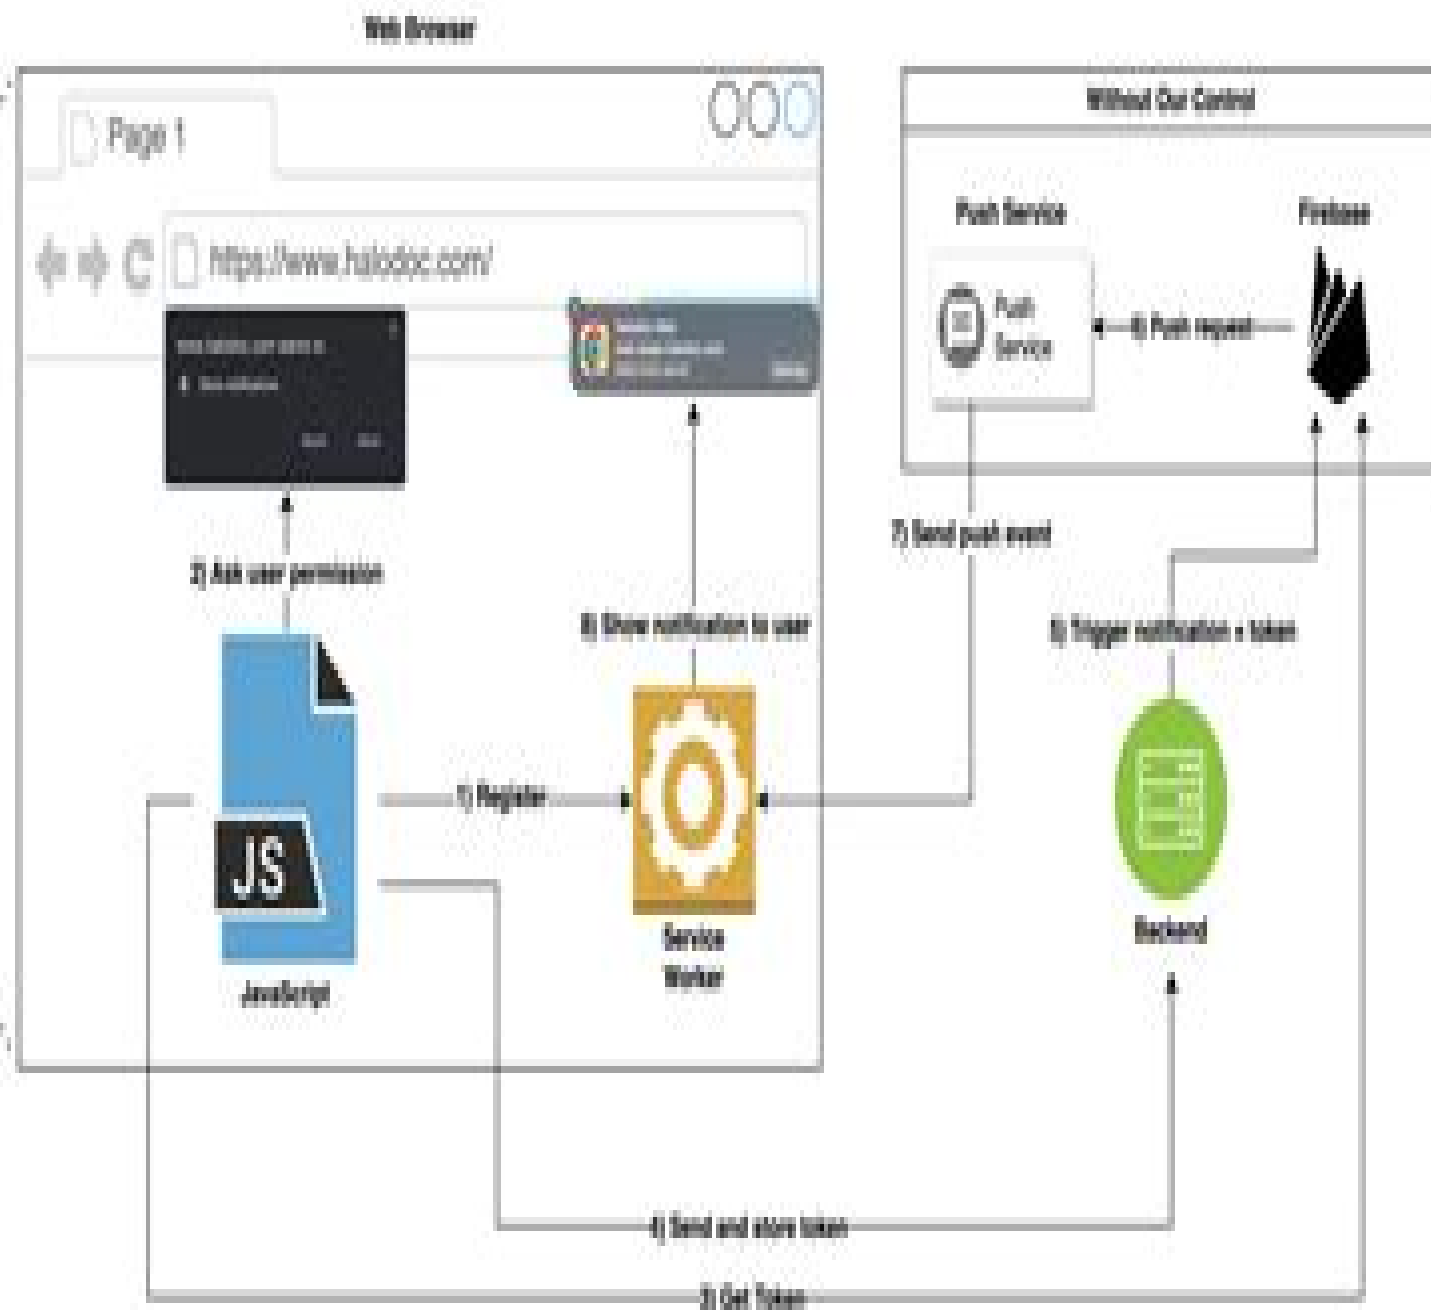 Web Browser
Page 1
https://www.halodoc.com/
Without Our Control
Push Service
Firebase
Push
Service
6) Push request
7) Send push event
2) Ask user permission
8) Show notification to user
5) Trigger notification + token
1) Register
JS
JavaScript
Service
Worker
Backend
4) Send and store token
3) Get Token